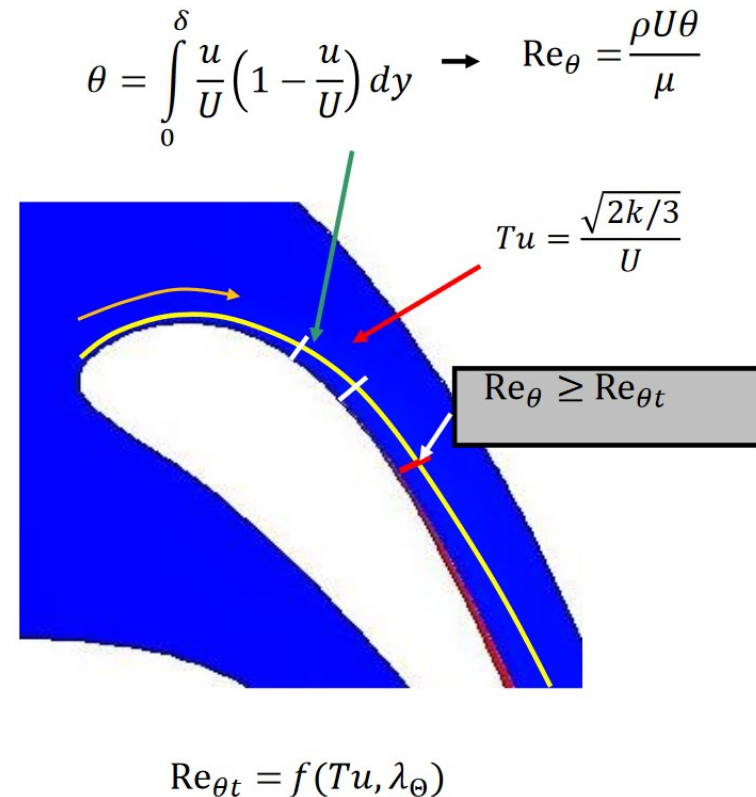 θ = ∫₀^δ u/U (1 − u/U) dy → Re_θ = ρUθ/μ
Tu = √(2k/3)/U
Re_θ ≥ Re_θt
Re_θt = f(Tu, λ_Θ)